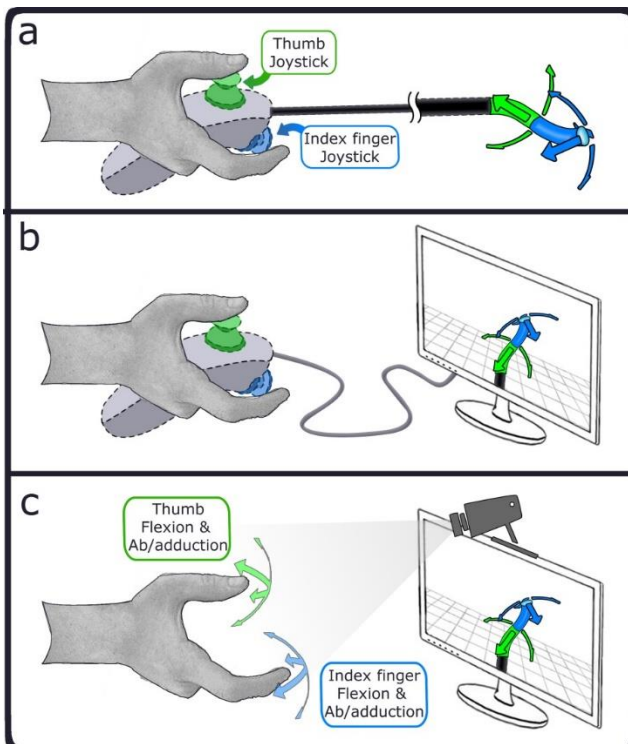 a
Thumb
Joystick
Index finger
Joystick
b
c
Thumb
Flexion &
Ab/adduction
Index finger
Flexion &
Ab/adduction